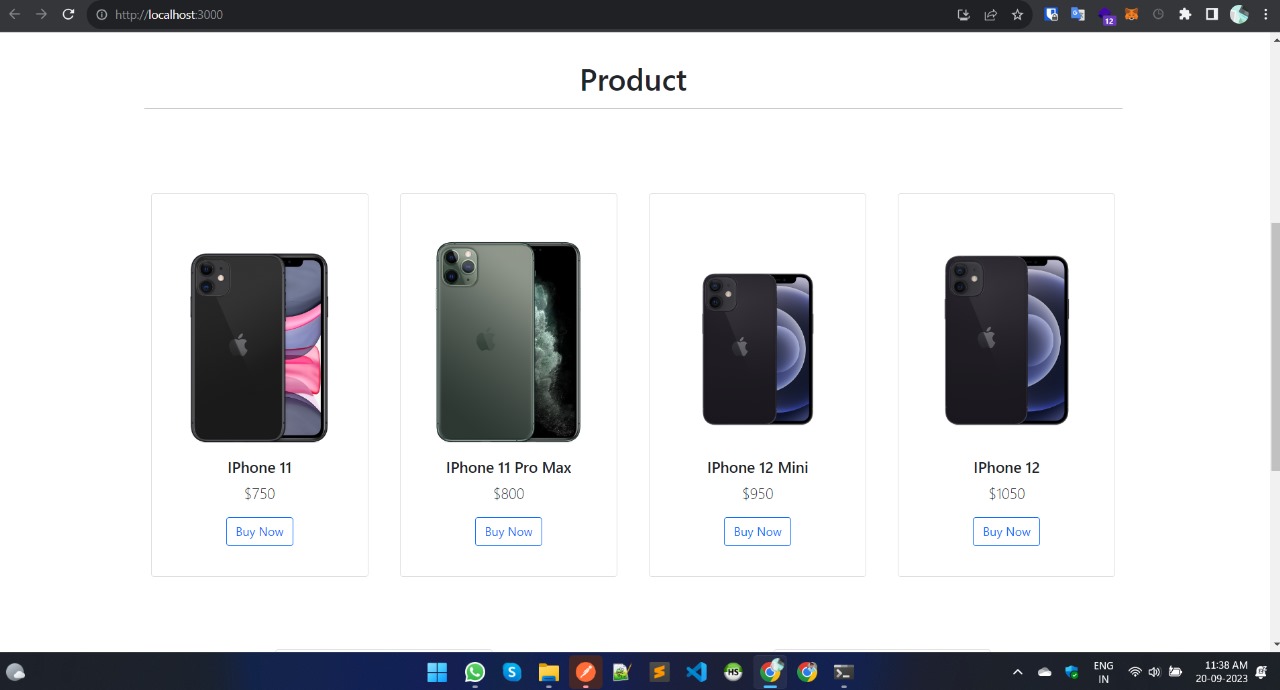 http://localhost:3000
12
Product
IPhone 11
$750
Buy Now
IPhone 11 Pro Max
$800
Buy Now
IPhone 12 Mini
$950
Buy Now
IPhone 12
$1050
Buy Now
HS
ENG
IN
11:38 AM
20-09-2023